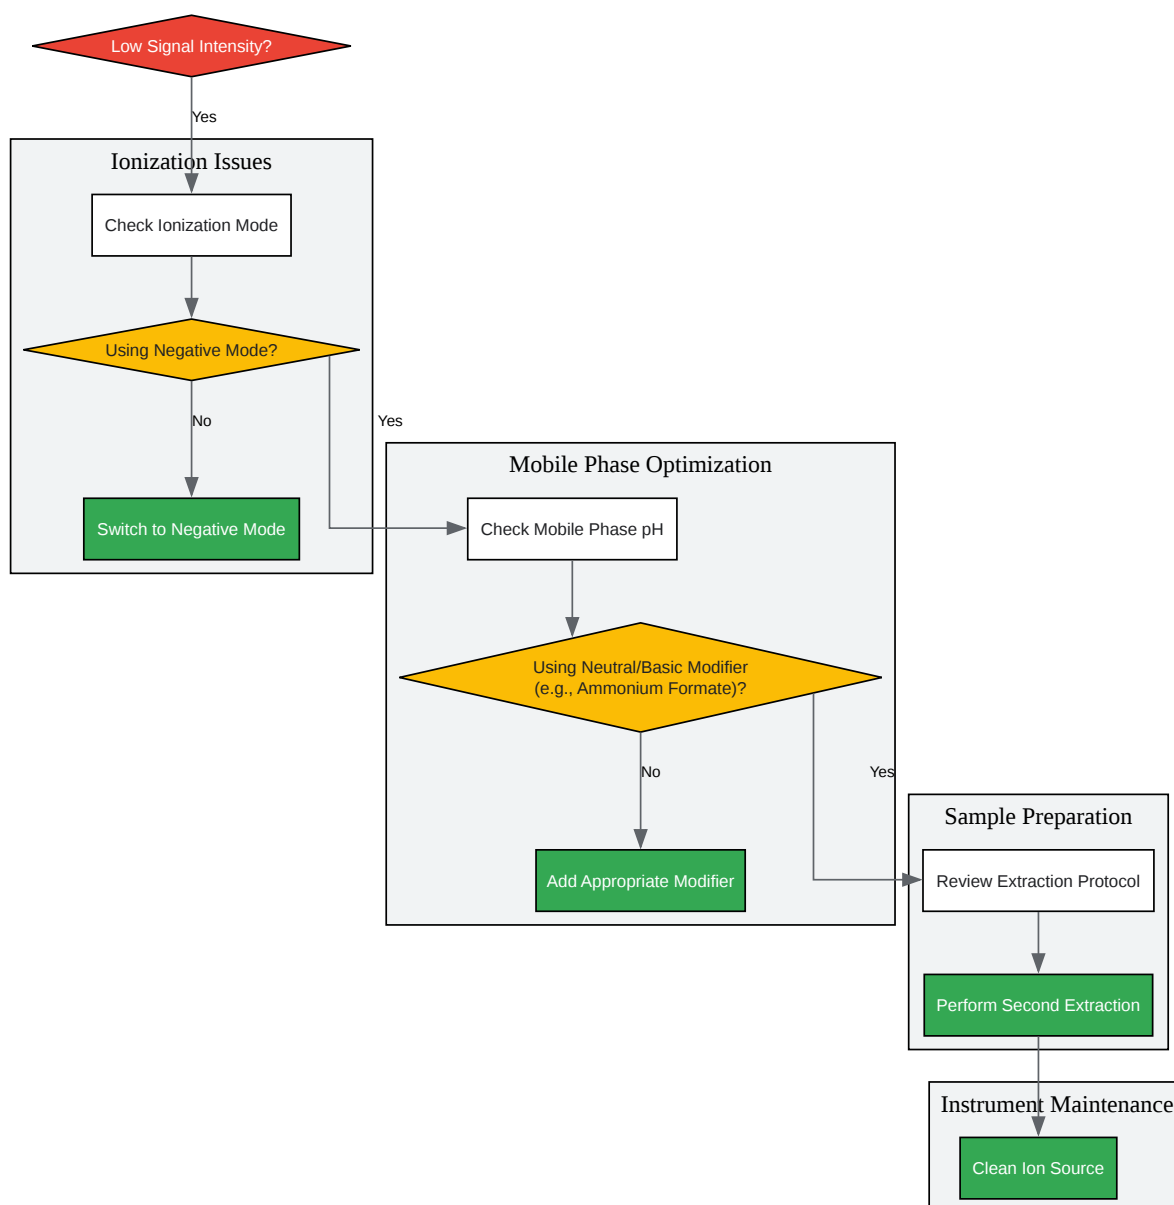 Low Signal Intensity?
Yes
Ionization Issues
Check Ionization Mode
Using Negative Mode?
No
Yes
Switch to Negative Mode
Mobile Phase Optimization
Check Mobile Phase pH
Using Neutral/Basic Modifier
(e.g., Ammonium Formate)?
No
Yes
Add Appropriate Modifier
Sample Preparation
Review Extraction Protocol
Perform Second Extraction
Instrument Maintenance
Clean Ion Source